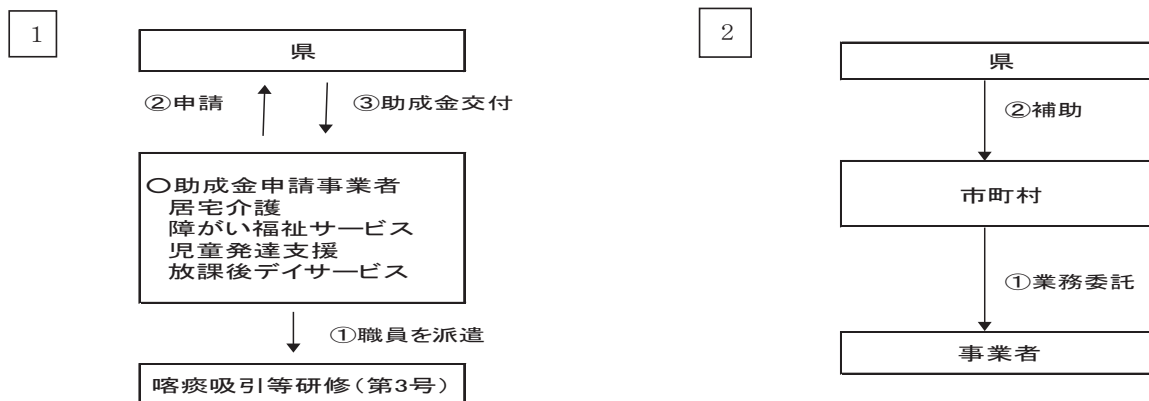 1
県
②申請
③助成金交付
○助成金申請事業者
居宅介護
障がい福祉サービス
児童発達支援
放課後デイサービス
①職員を派遣
喀痰吸引等研修(第3号)
2
県
②補助
市町村
①業務委託
事業者